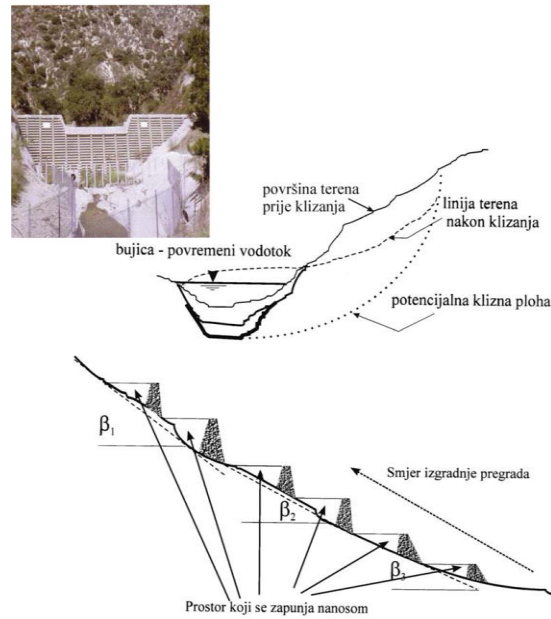 površina terena
prije klizanja
linija terena
nakon klizanja
bujica - povremeni vodotok
potencijalna klizna ploha
β₁
Smjer izgradnje pregrada
β₂
β₃
Prostor koji se zapunja nanosom